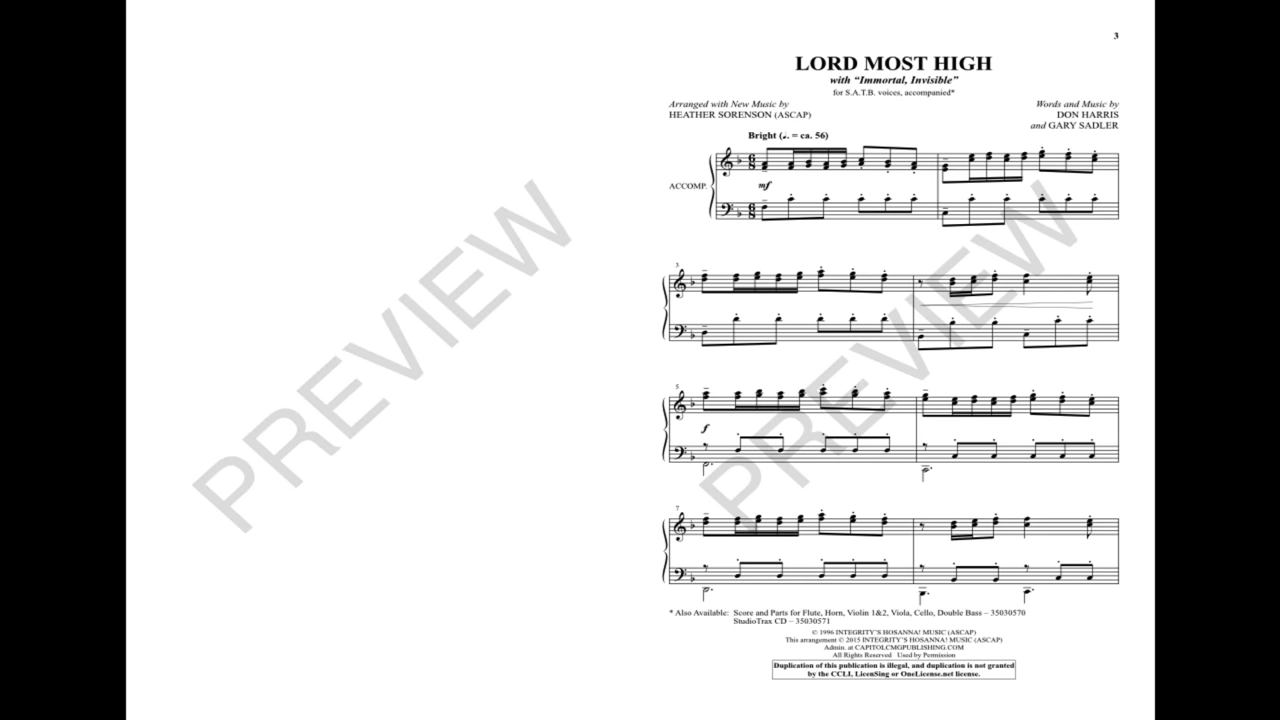 3
LORD MOST HIGH
with “Immortal, Invisible”
for S.A.T.B. voices, accompanied*
Arranged with New Music by
HEATHER SORENSON (ASCAP)
Words and Music by
DON HARRIS
and GARY SADLER
Bright (♩. = ca. 56)
ACCOMP.
mf
3
5
f
7
PREVIEW
PREVIEW
* Also Available: Score and Parts for Flute, Horn, Violin 1&2, Viola, Cello, Double Bass – 35030570
StudioTrax CD – 35030571
© 1996 INTEGRITY'S HOSANNA! MUSIC (ASCAP)
This arrangement © 2015 INTEGRITY'S HOSANNA! MUSIC (ASCAP)
Admin. at CAPITOLCMGPUBLISHING.COM
All Rights Reserved Used by Permission
Duplication of this publication is illegal, and duplication is not granted
by the CCLI, LicenSing or OneLicense.net license.